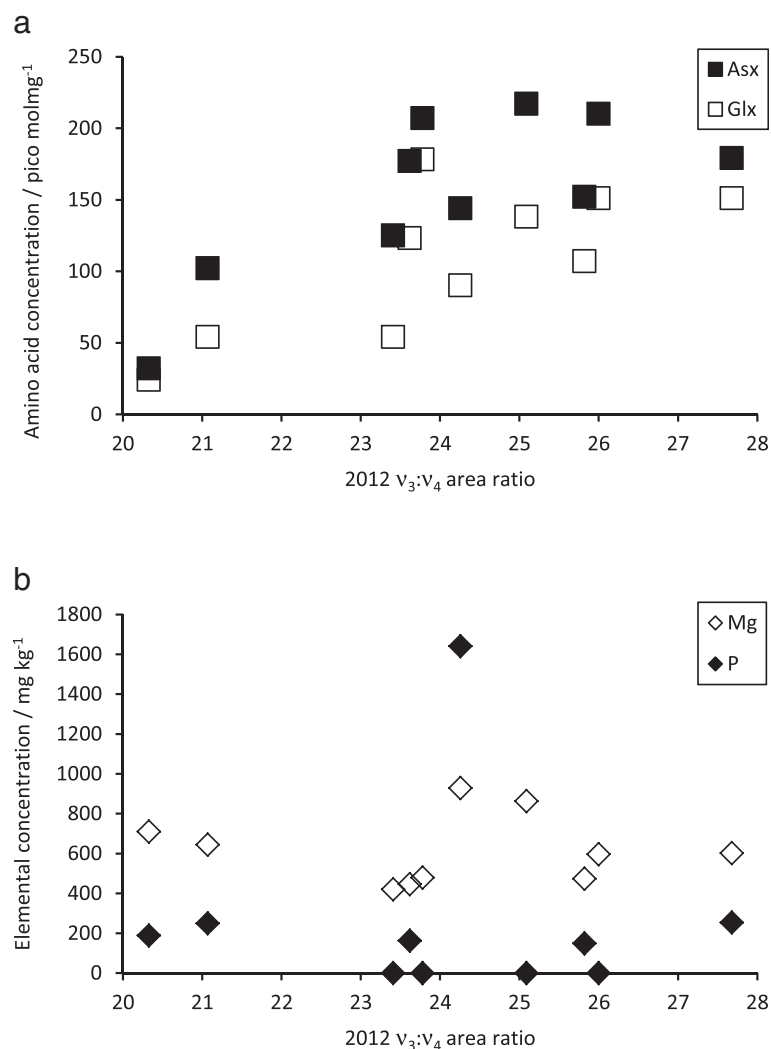 a
250
200
150
100
50
0
Amino acid concentration / pico molmg⁻¹
Asx
Glx
20 21 22 23 24 25 26 27 28
2012 ν₃:ν₄ area ratio
b
1800
1600
1400
1200
1000
800
600
400
200
0
Elemental concentration / mg kg⁻¹
Mg
P
20 21 22 23 24 25 26 27 28
2012 ν₃:ν₄ area ratio